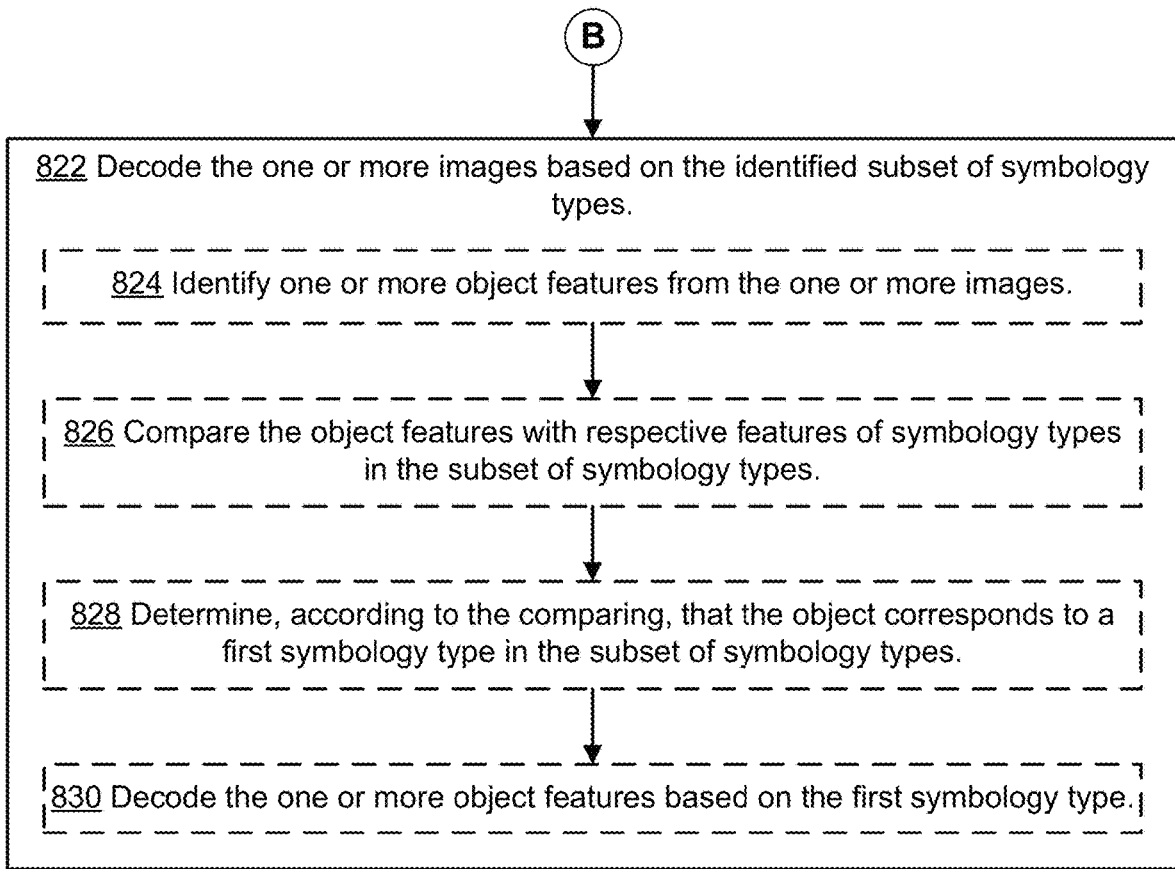 B
822 Decode the one or more images based on the identified subset of symbology
types.
824 Identify one or more object features from the one or more images.
826 Compare the object features with respective features of symbology types
in the subset of symbology types.
828 Determine, according to the comparing, that the object corresponds to a
first symbology type in the subset of symbology types.
830 Decode the one or more object features based on the first symbology type.